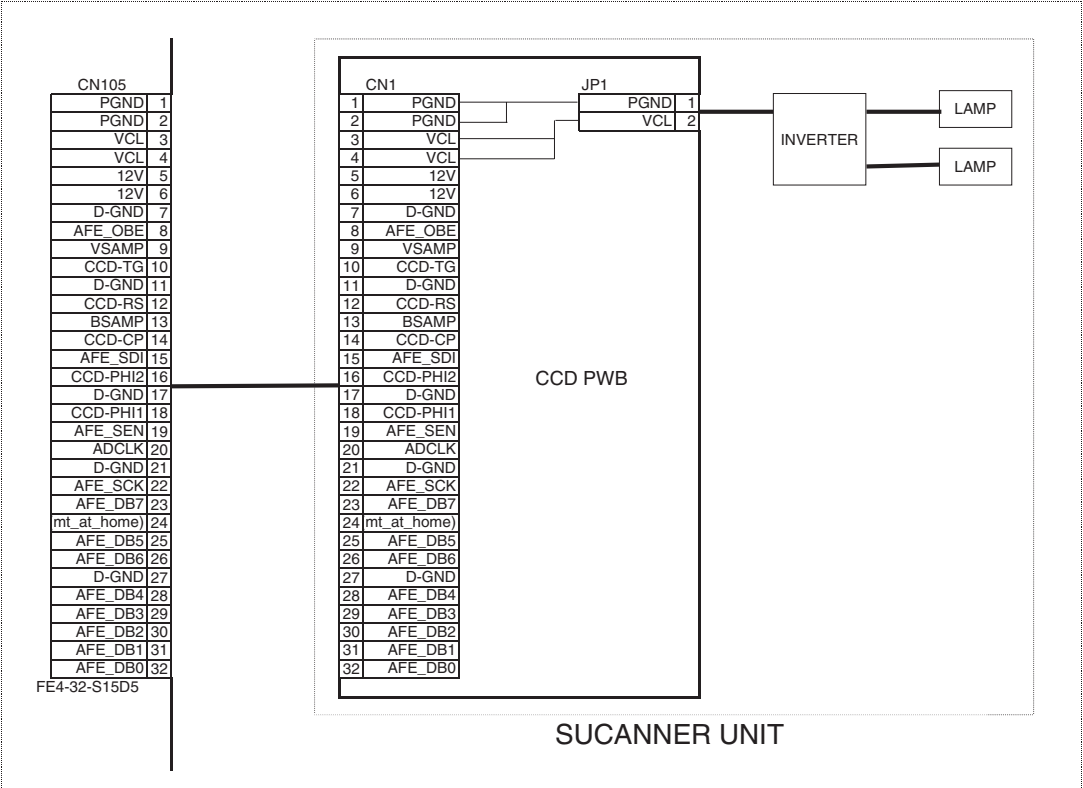 CN105
PGND 1
PGND 2
VCL 3
VCL 4
12V 5
12V 6
D-GND 7
AFE_OBE 8
VSAMP 9
CCD-TG 10
D-GND 11
CCD-RS 12
BSAMP 13
CCD-CP 14
AFE_SDI 15
CCD-PHI2 16
D-GND 17
CCD-PHI1 18
AFE_SEN 19
ADCLK 20
D-GND 21
AFE_SCK 22
AFE_DB7 23
mt_at_home) 24
AFE_DB5 25
AFE_DB6 26
D-GND 27
AFE_DB4 28
AFE_DB3 29
AFE_DB2 30
AFE_DB1 31
AFE_DB0 32
FE4-32-S15D5
CN1
1 PGND
2 PGND
3 VCL
4 VCL
5 12V
6 12V
7 D-GND
8 AFE_OBE
9 VSAMP
10 CCD-TG
11 D-GND
12 CCD-RS
13 BSAMP
14 CCD-CP
15 AFE_SDI
16 CCD-PHI2
17 D-GND
18 CCD-PHI1
19 AFE_SEN
20 ADCLK
21 D-GND
22 AFE_SCK
23 AFE_DB7
24 mt_at_home)
25 AFE_DB5
26 AFE_DB6
27 D-GND
28 AFE_DB4
29 AFE_DB3
30 AFE_DB2
31 AFE_DB1
32 AFE_DB0
JP1
PGND 1
VCL 2
CCD PWB
INVERTER
LAMP
LAMP
SUCANNER UNIT